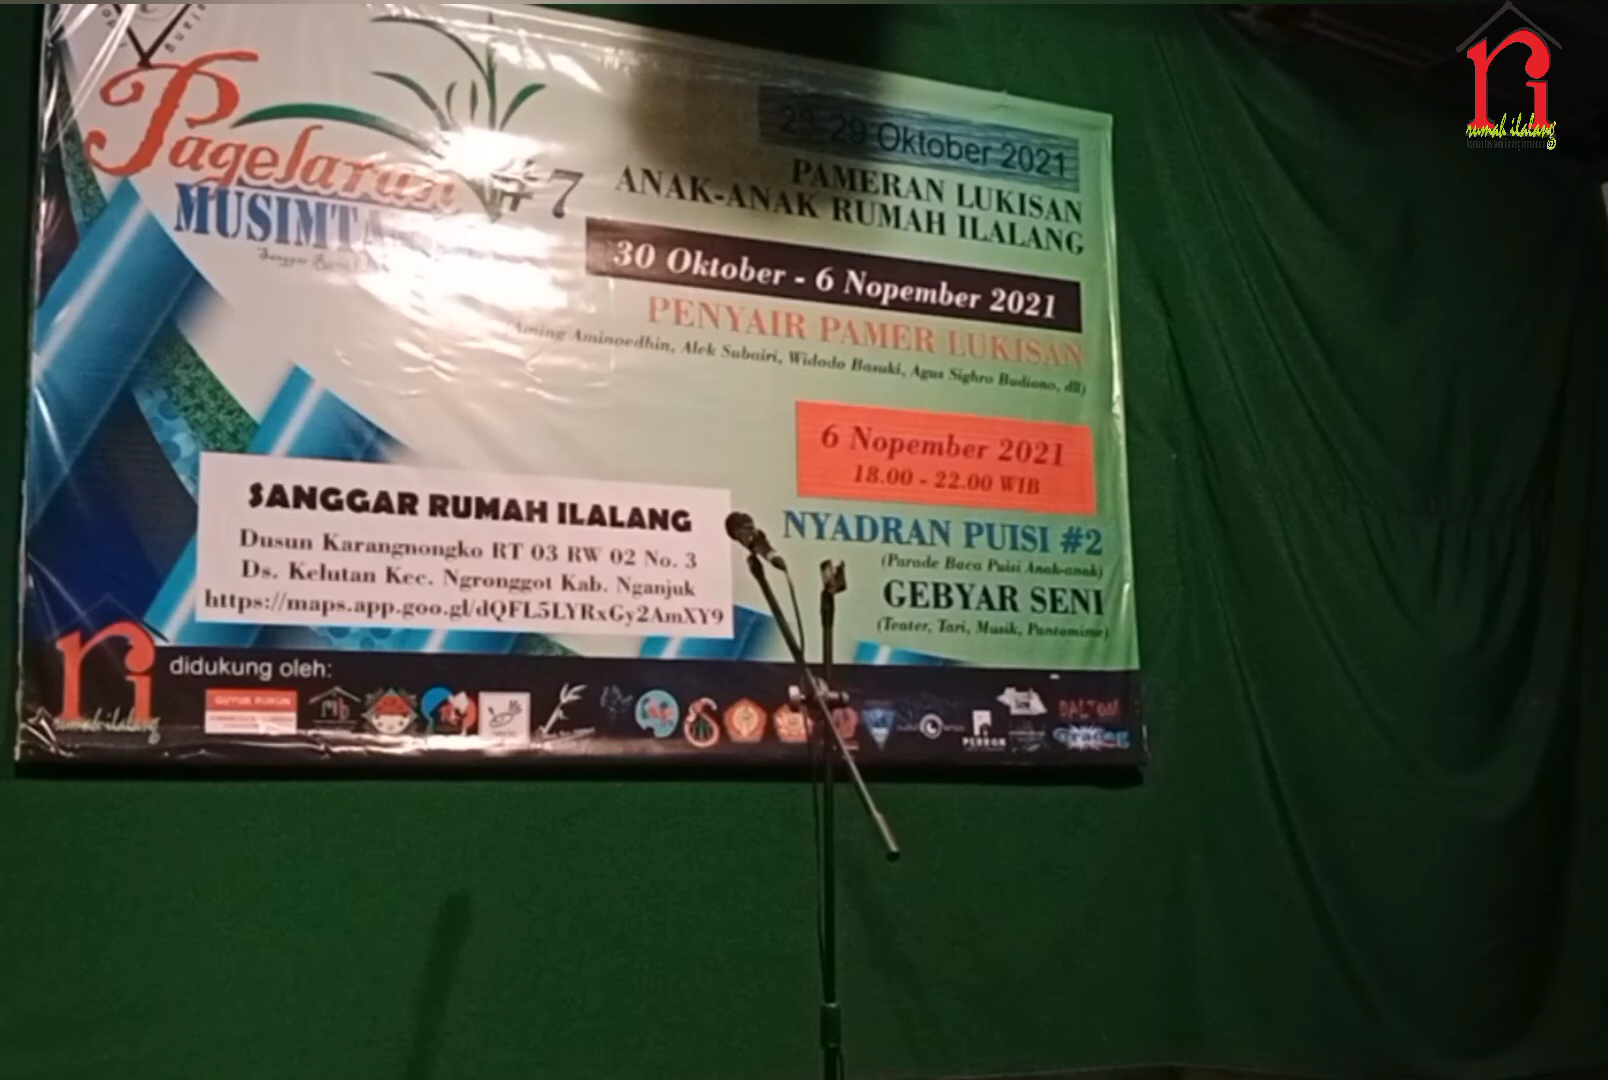 Pagelaran
#7
29 Oktober 2021
PAMERAN LUKISAN
ANAK-ANAK RUMAH ILALANG
30 Oktober - 6 Nopember 2021
PENYAIR PAMER LUKISAN
Aming Aminoedhin, Alek Subairi, Widodo Basuki, Agus Sighro Budiono, dll)
6 Nopember 2021
18.00 - 22.00 WIB
NYADRAN PUISI #2
(Parade Baca Puisi Anak-anak)
GEBYAR SENI
(Teater, Tari, Musik, Pantomime)
SANGGAR RUMAH ILALANG
Dusun Karangnongko RT 03 RW 02 No. 3
Ds. Kelutan Kec. Ngronggot Kab. Nganjuk
https://maps.app.goo.gl/dQFL5LYRxGy2AmXY9
ri
rumah ilalang
didukung oleh:
GUYUB RUKUN
PERRON
DALTON
ri
rumah ilalang